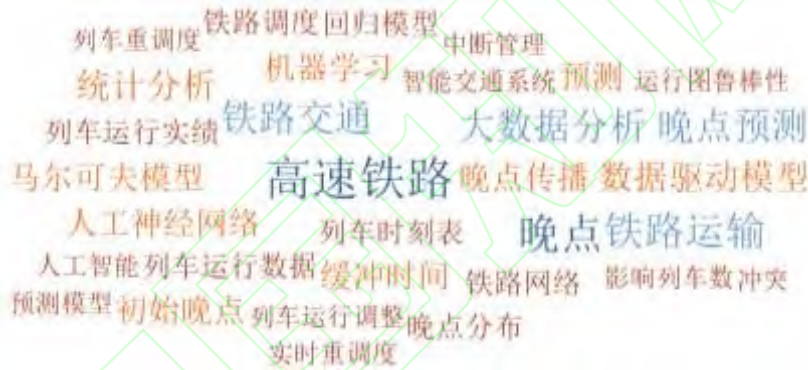 列车重调度 铁路调度 回归模型 中断管理
统计分析 机器学习 智能交通系统 预测 运行图鲁棒性
列车运行实绩 铁路交通 大数据分析 晚点预测
马尔可夫模型 高速铁路 晚点传播 数据驱动模型
人工神经网络 列车时刻表 晚点 铁路运输
人工智能 列车运行数据 缓冲时间 铁路网络 影响列车数 冲突
预测模型 初始晚点 列车运行调整 晚点分布
实时重调度